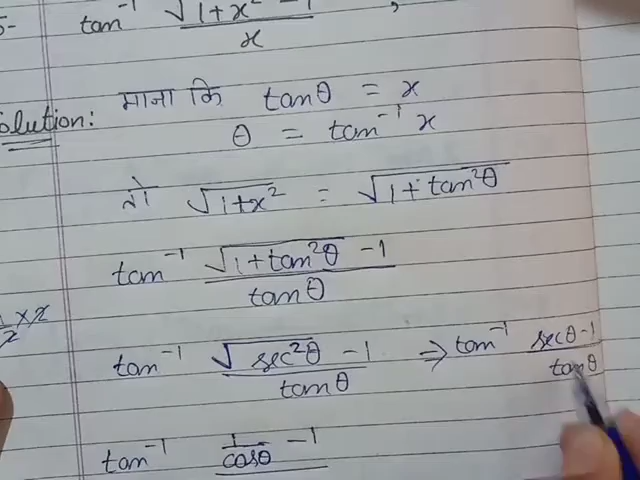 5- tan⁻¹ √(1+x² -1)/x ,
Solution: माना कि tanθ = x
θ = tan⁻¹ x
तो √(1+x²) = √(1+tan²θ)
tan⁻¹ (√(1+tan²θ) -1)/tanθ
tan⁻¹ (√(sec²θ) -1)/tanθ ⇒ tan⁻¹ (secθ-1)/tanθ
tan⁻¹ (1/cosθ -1)